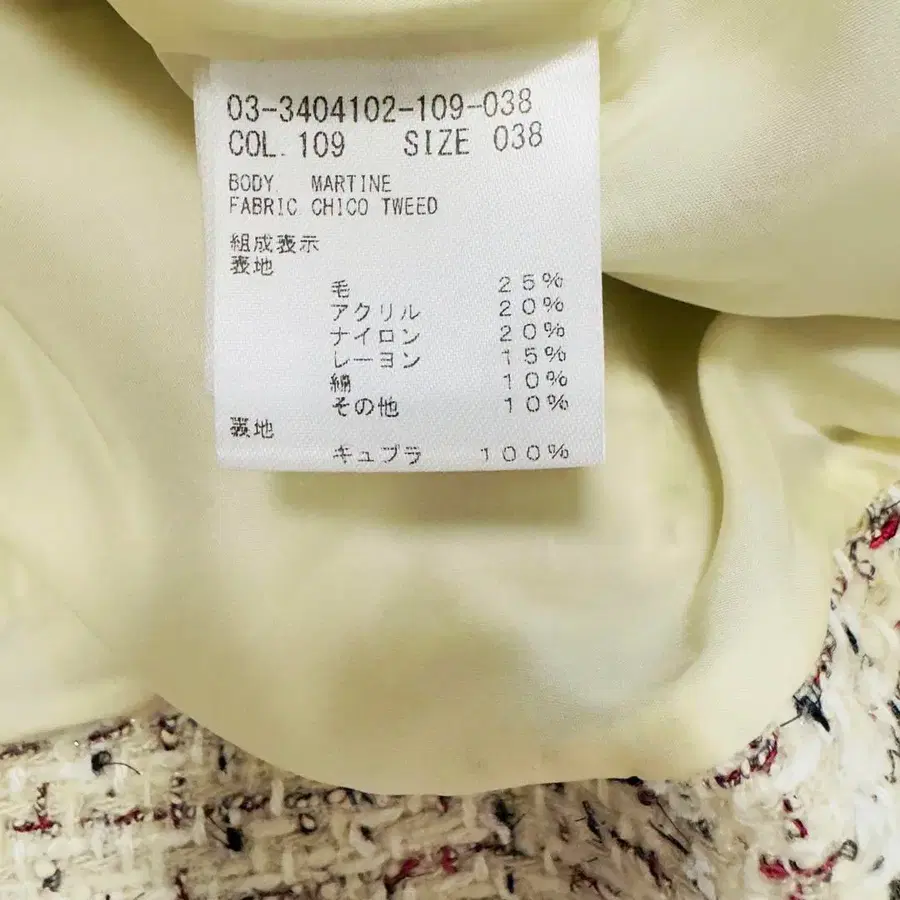 03-3404102-109-038
COL. 109 SIZE 038
BODY MARTINE
FABRIC CHICO TWEED
組成表示
表地
毛 25%
アクリル 20%
ナイロン 20%
レーヨン 15%
綿 10%
その他 10%
裏地
キュプラ 100%